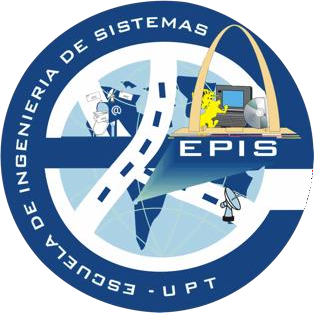 ESCUELA DE INGENIERIA DE SISTEMAS
- UPT
EPIS
@